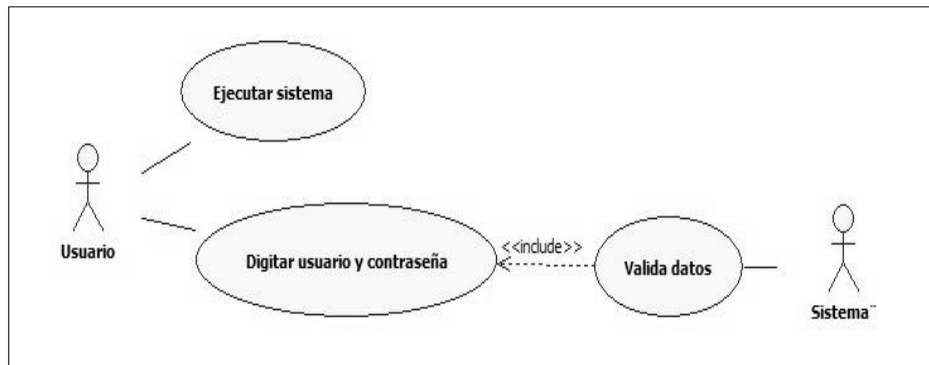 Ejecutar sistema
Usuario
Digitar usuario y contraseña
<<include>>
Valida datos
Sistema¨